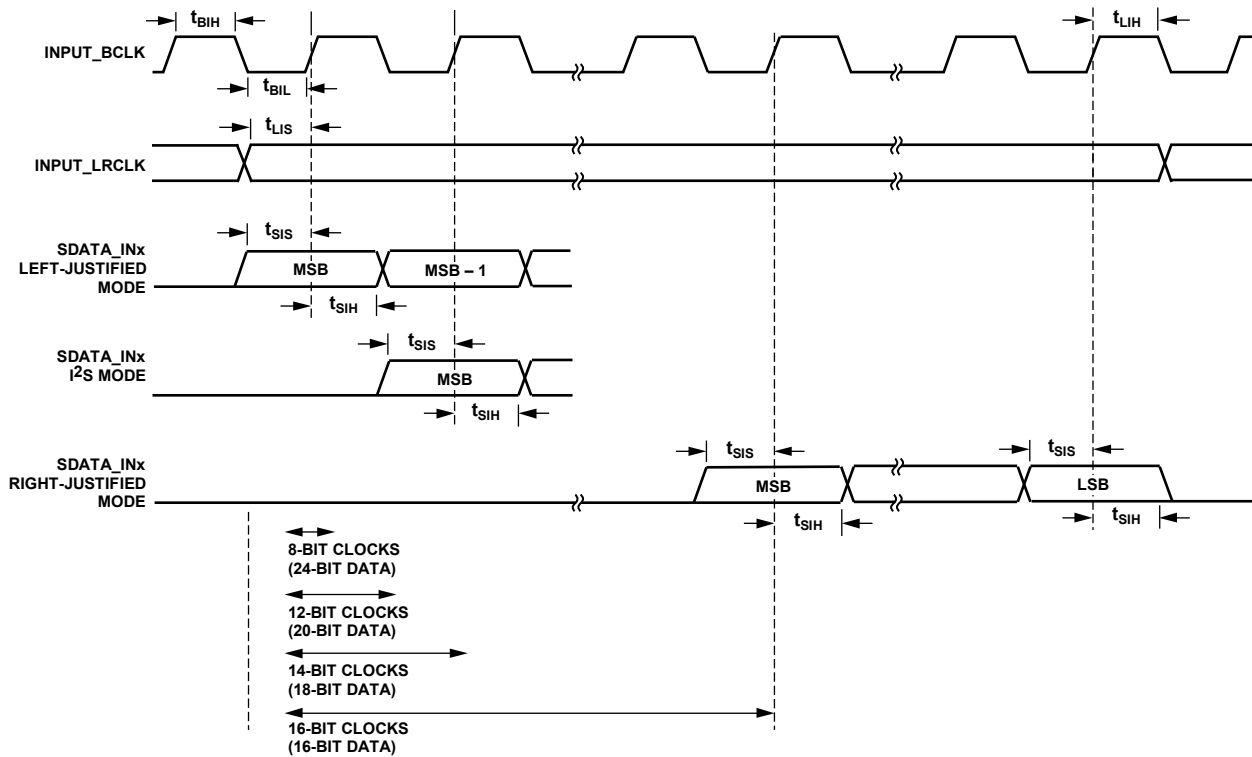 tBIH
tLIH
INPUT_BCLK
tBIL
tLIS
INPUT_LRCLK
tSIS
SDATA_INx
LEFT-JUSTIFIED
MODE
MSB
MSB – 1
tSIH
tSIS
SDATA_INx
I2S MODE
MSB
tSIH
tSIS
tSIS
SDATA_INx
RIGHT-JUSTIFIED
MODE
MSB
LSB
tSIH
tSIH
8-BIT CLOCKS
(24-BIT DATA)
12-BIT CLOCKS
(20-BIT DATA)
14-BIT CLOCKS
(18-BIT DATA)
16-BIT CLOCKS
(16-BIT DATA)